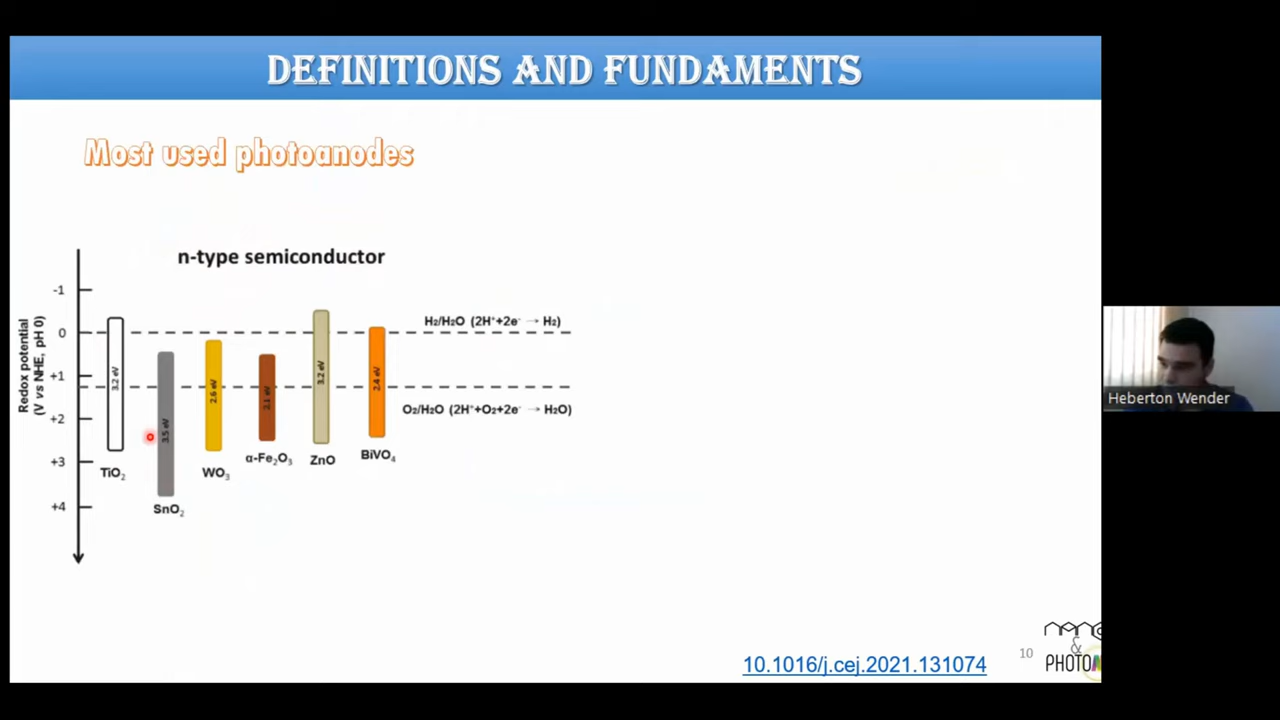 DEFINITIONS AND FUNDAMENTS
Most used photoanodes
n-type semiconductor
Redox potential
(V vs NHE, pH 0)
-1
0
+1
+2
+3
+4
3.2 eV
3.5 eV
2.6 eV
2.1 eV
3.2 eV
2.4 eV
TiO₂
SnO₂
WO₃
α-Fe₂O₃
ZnO
BiVO₄
H₂/H₂O (2H⁺+2e⁻ → H₂)
O₂/H₂O (2H⁺+O₂+2e⁻ → H₂O)
Heberton Wender
10.1016/j.cej.2021.131074
10
&